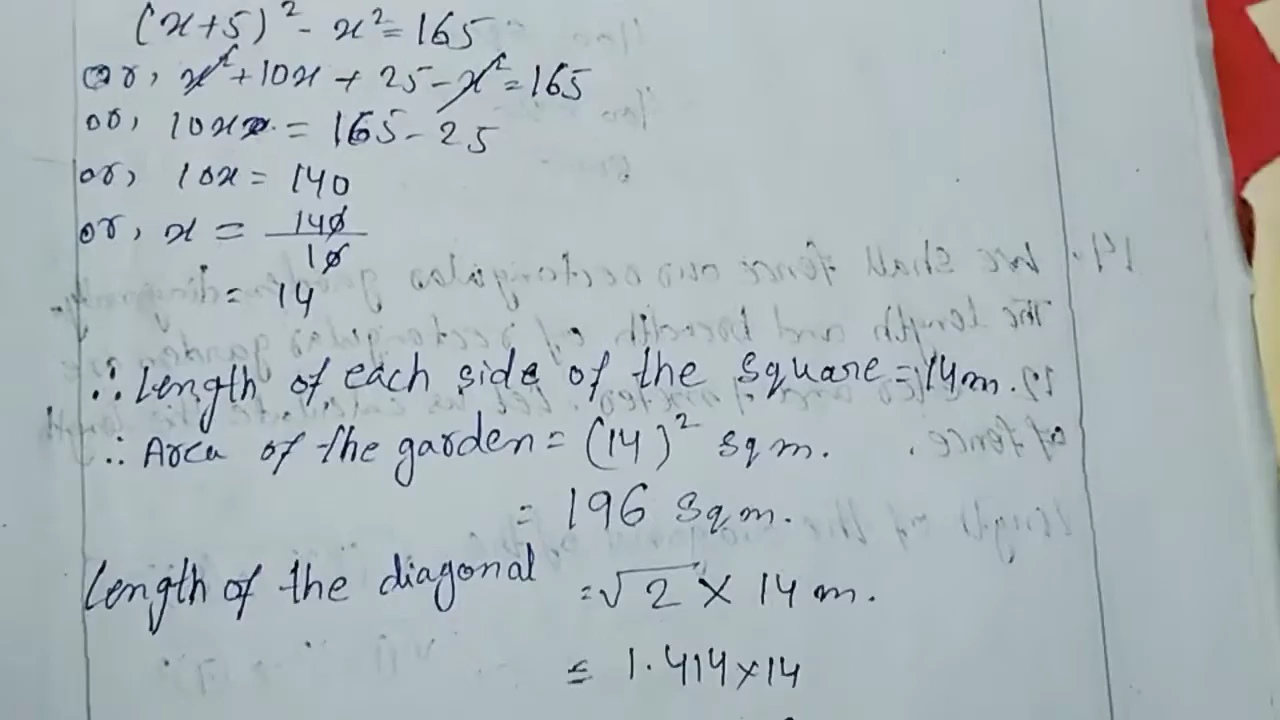 (x+5)² - x² = 165
or, x² + 10x + 25 - x² = 165
or, 10x = 165 - 25
or, 10x = 140
or, x = 140/10
= 14
∴ Length of each side of the square = 14m.
∴ Area of the garden = (14)² sqm.
= 196 sqm.
Length of the diagonal = √2 × 14 m.
= 1.414×14